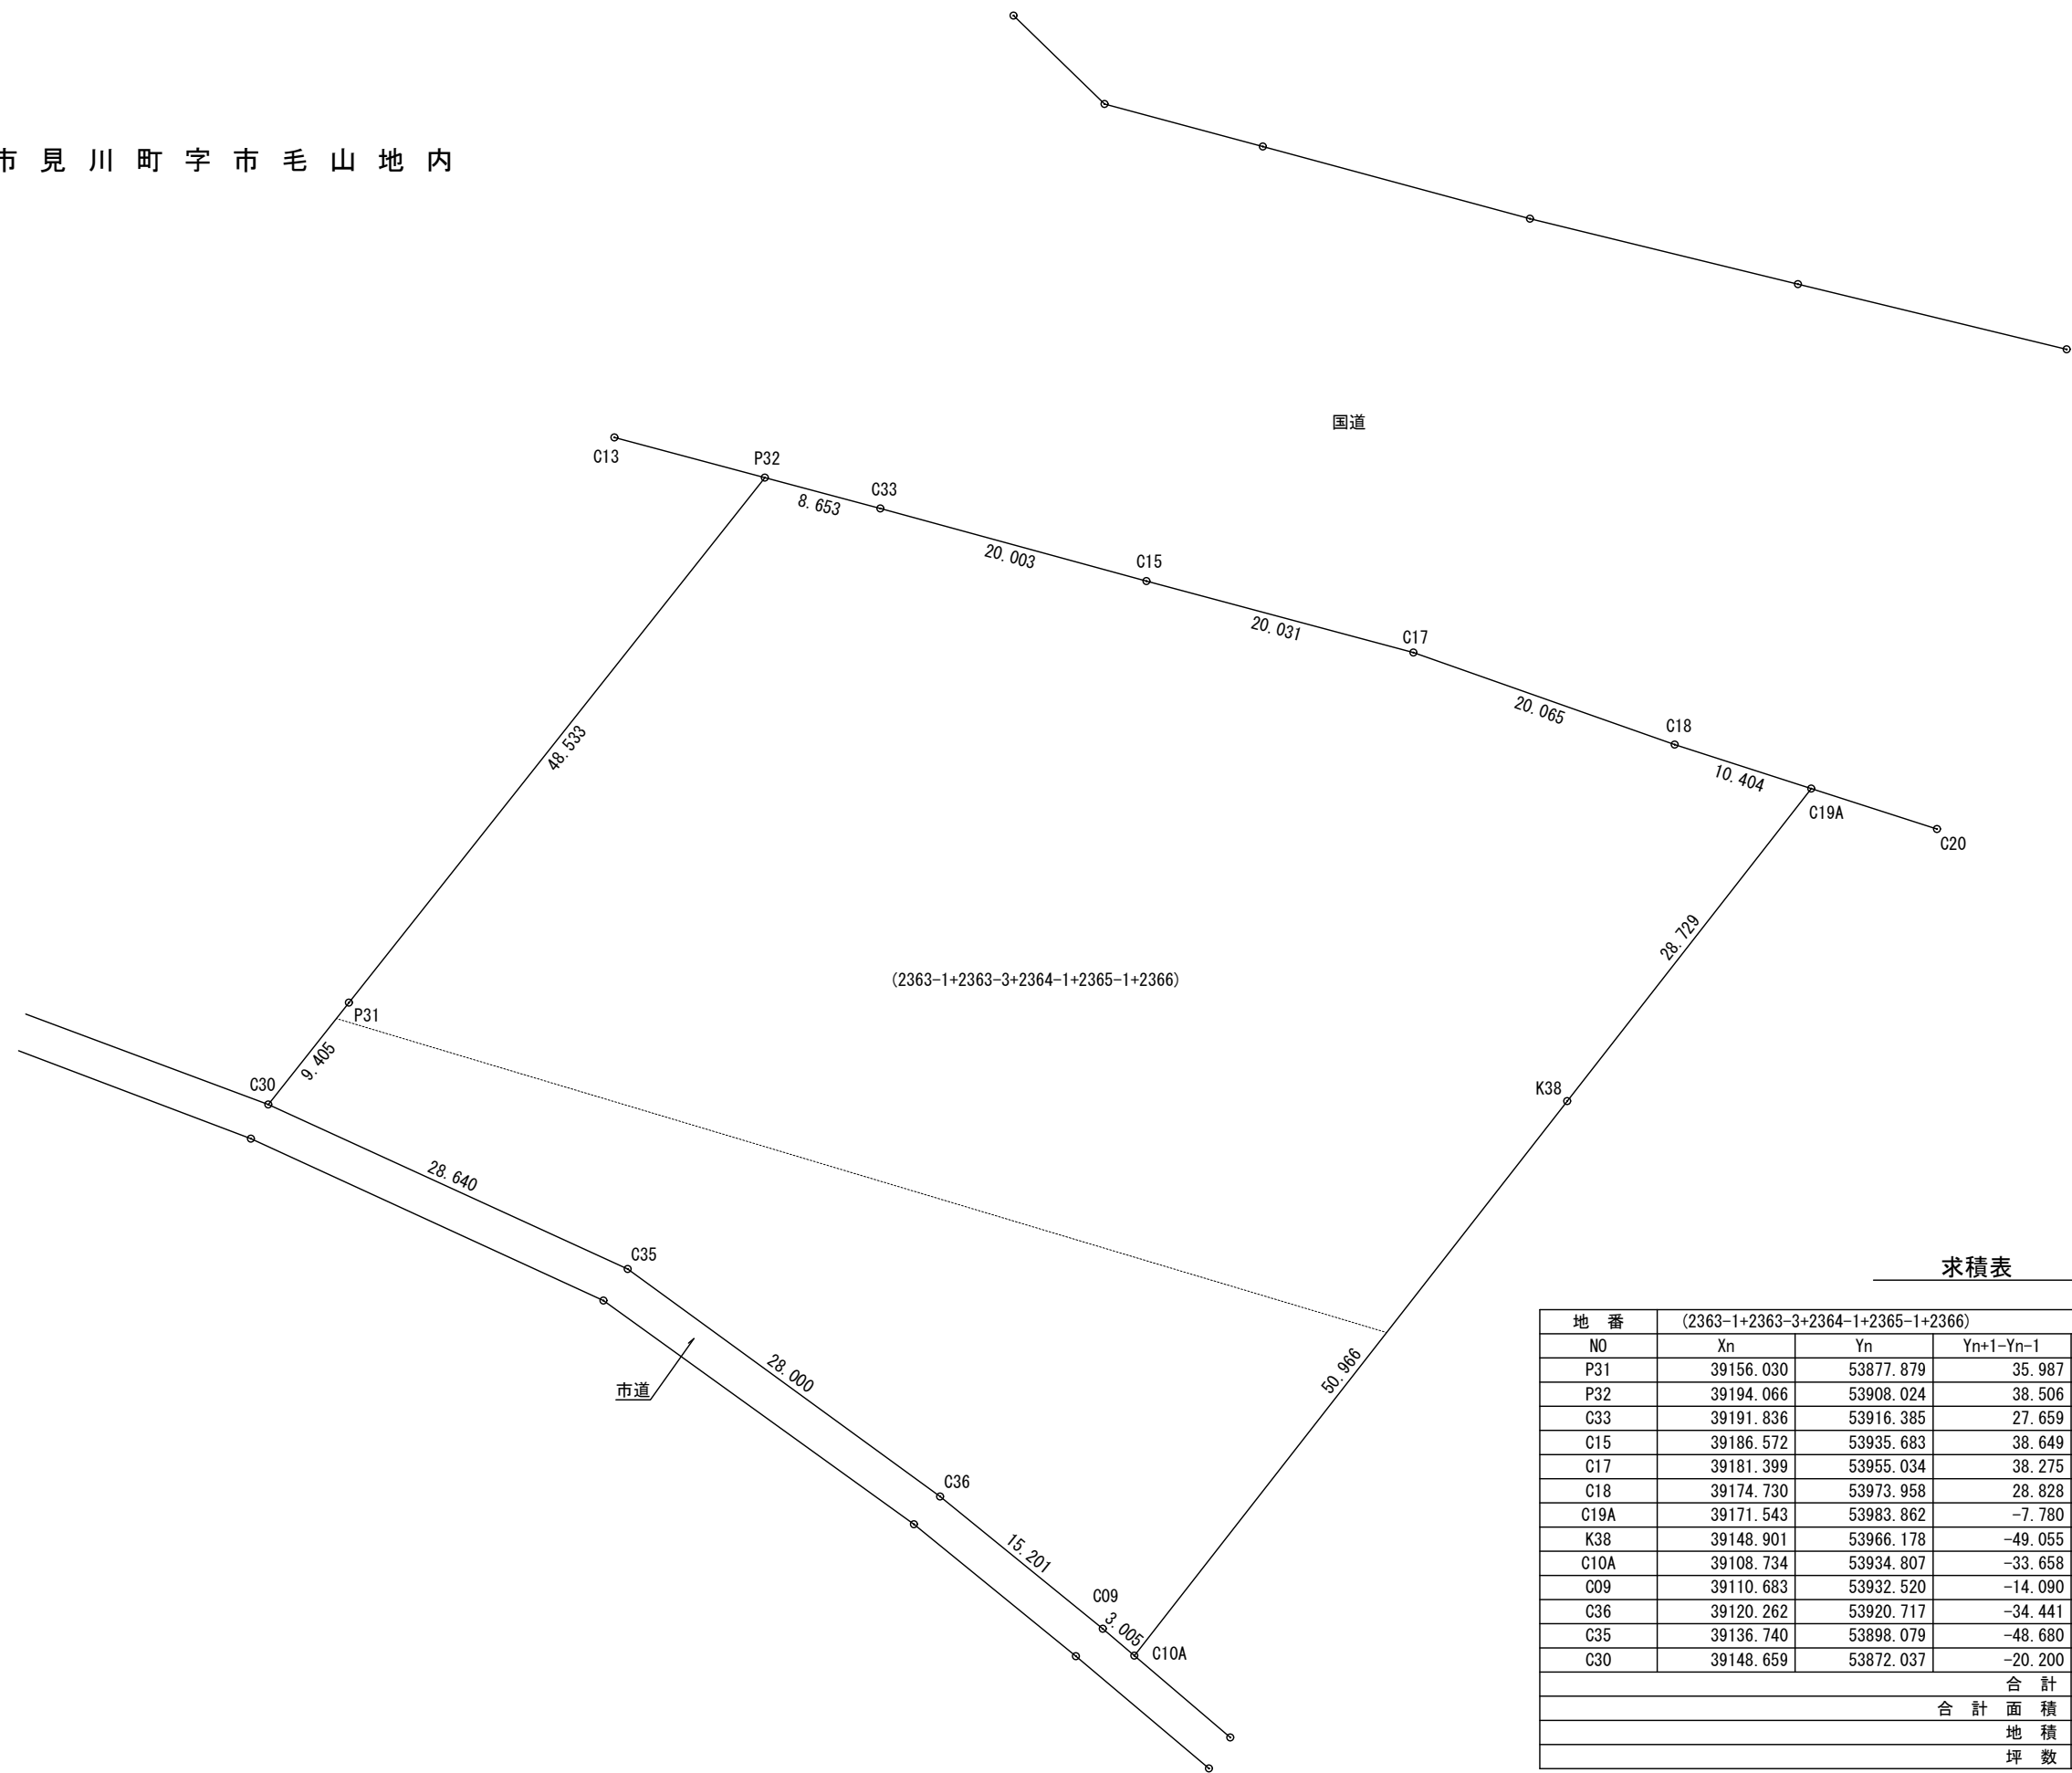 市見川町字市毛山地内
国道
C13
P32
C33
8.653
20.003
C15
20.031
C17
20.065
C18
10.404
C19A
C20
48.533
28.729
(2363-1+2363-3+2364-1+2365-1+2366)
P31
9.405
C30
K38
28.640
C35
28.000
市道
50.966
C36
15.201
C09
3.005
C10A
求積表
地 番 (2363-1+2363-3+2364-1+2365-1+2366)
NO Xn Yn Yn+1-Yn-1
P31 39156.030 53877.879 35.987
P32 39194.066 53908.024 38.506
C33 39191.836 53916.385 27.659
C15 39186.572 53935.683 38.649
C17 39181.399 53955.034 38.275
C18 39174.730 53973.958 28.828
C19A 39171.543 53983.862 -7.780
K38 39148.901 53966.178 -49.055
C10A 39108.734 53934.807 -33.658
C09 39110.683 53932.520 -14.090
C36 39120.262 53920.717 -34.441
C35 39136.740 53898.079 -48.680
C30 39148.659 53872.037 -20.200
合 計
合 計 面 積
地 積
坪 数